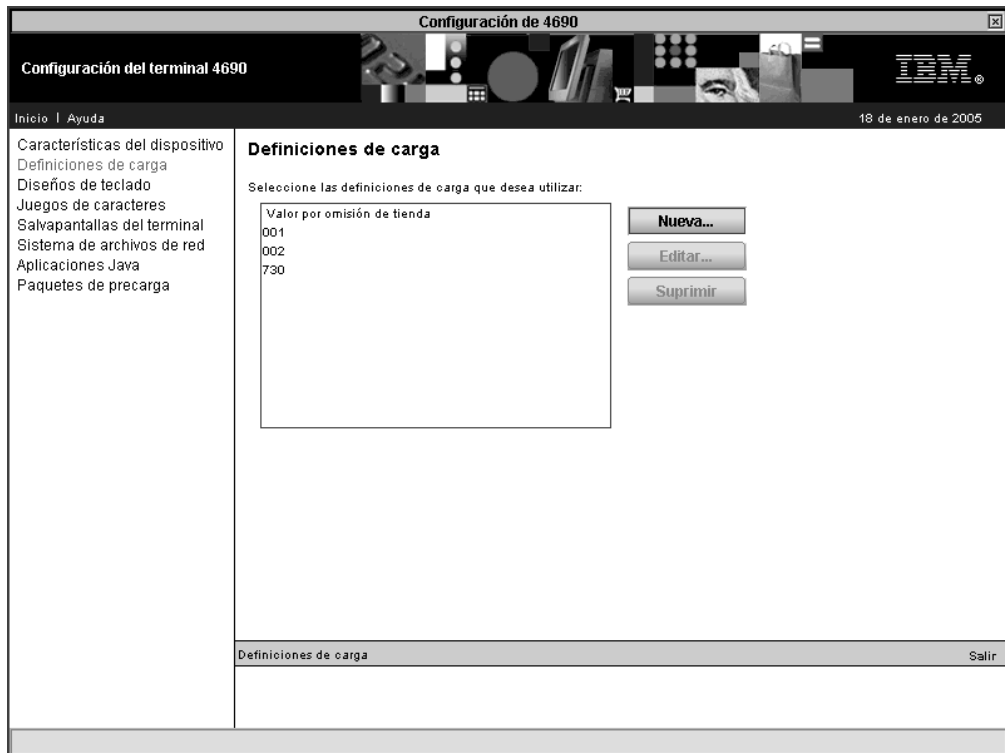 Configuración de 4690
Configuración del terminal 4690
IBM®
Inicio | Ayuda
18 de enero de 2005
Características del dispositivo
Definiciones de carga
Diseños de teclado
Juegos de caracteres
Salvapantallas del terminal
Sistema de archivos de red
Aplicaciones Java
Paquetes de precarga
Definiciones de carga
Seleccione las definiciones de carga que desea utilizar:
Valor por omisión de tienda
001
002
730
Nueva...
Editar...
Suprimir
Definiciones de carga
Salir